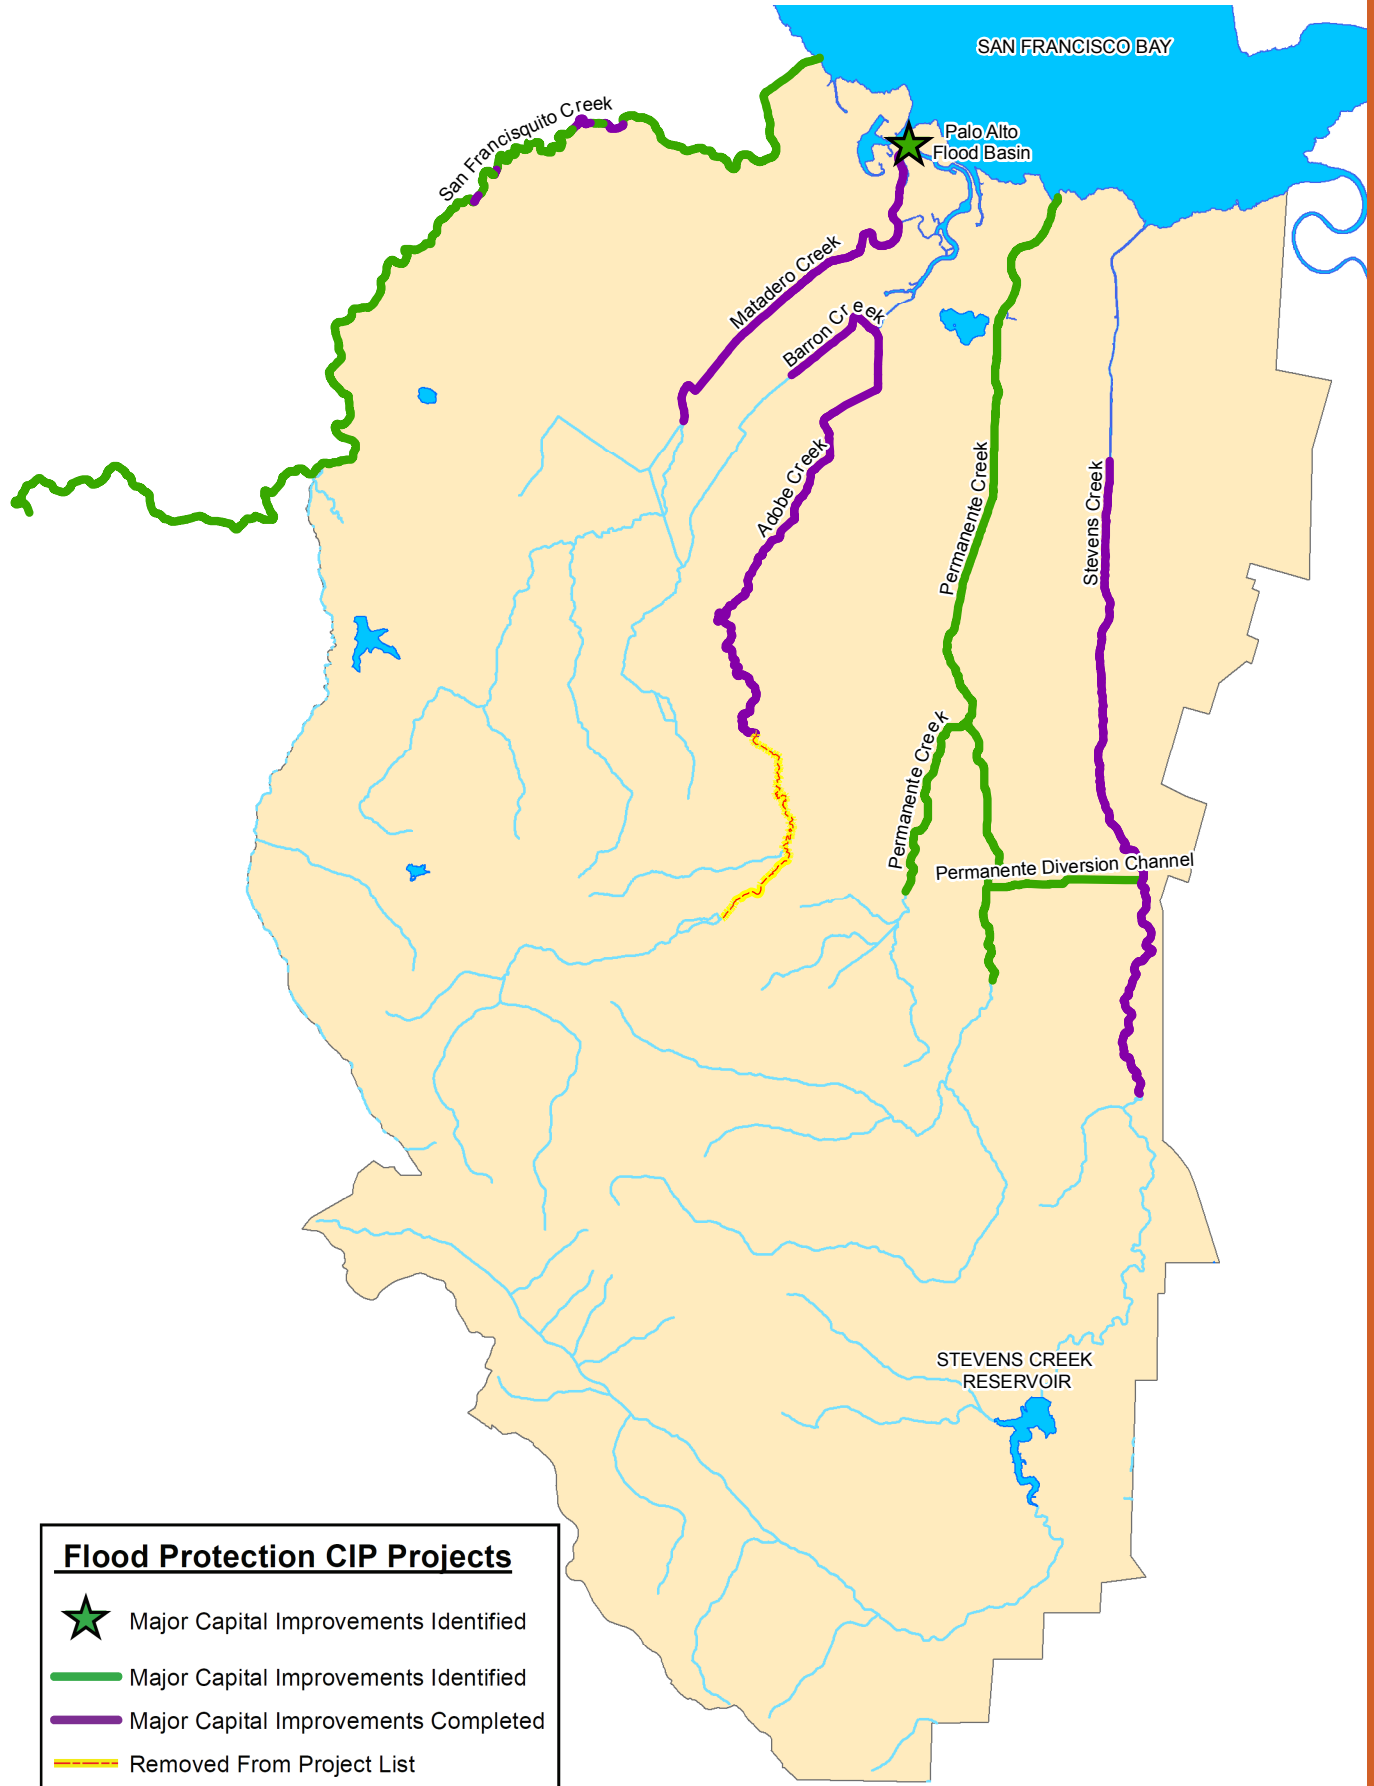 SAN FRANCISCO BAY
San Francisquito Creek
Palo Alto
Flood Basin
Matadero Creek
Barron Creek
Adobe Creek
Permanente Creek
Stevens Creek
Permanente Creek
Permanente Diversion Channel
STEVENS CREEK
RESERVOIR
Flood Protection CIP Projects
Major Capital Improvements Identified
Major Capital Improvements Identified
Major Capital Improvements Completed
Removed From Project List